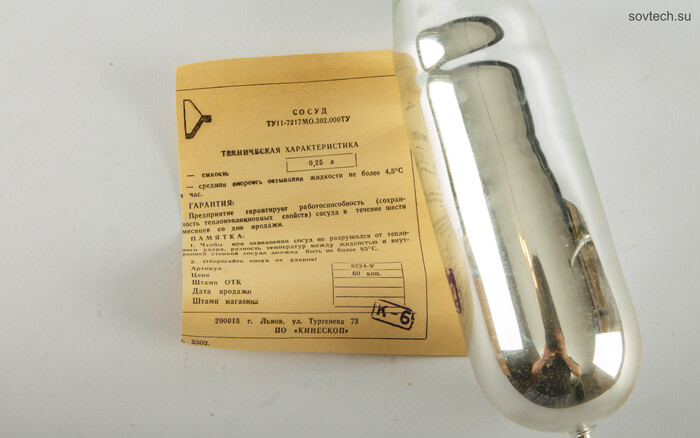 sovtech.su
СОСУД
ТУ11-7217МО.302.000ТУ
ТЕХНИЧЕСКАЯ ХАРАКТЕРИСТИКА
— емкость 0,25 л
— средняя скорость остывания жидкости не более 4,5°С
в час.
ГАРАНТИЯ:
Предприятие гарантирует работоспособность (сохран-
ность теплоизоляционных свойств) сосуда в течение шести
месяцев со дня продажи.
ПАМЯТКА:
1. Чтобы при заполнении сосуд не разрушился от тепло-
вого удара, разность температур между жидкостью и внут-
ренней стенкой сосуда должна быть не более 85°С.
2. Оберегайте сосуд от ударов!
Артикул 8724-У
Цена 60 коп.
Штамп ОТК
Дата продажи
Штамп магазина
К-6
290015 г. Львов, ул. Тургенева 73
ПО «КИНЕСКОП»
2302.